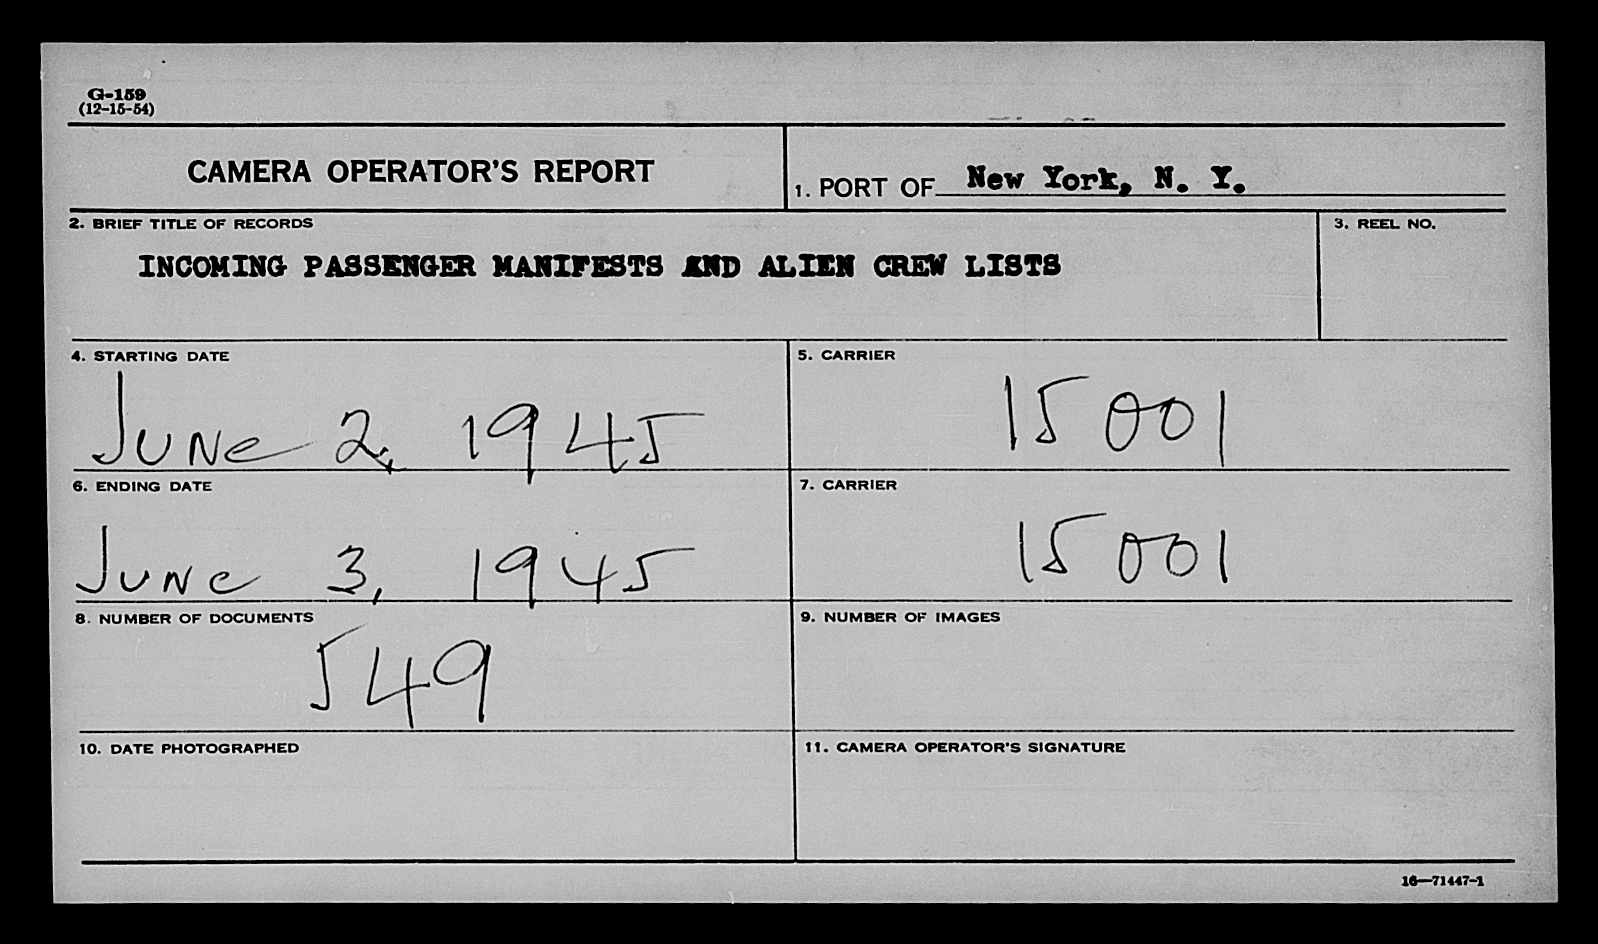 G-159
(12-15-54)
CAMERA OPERATOR'S REPORT
1. PORT OF New York, N. Y.
2. BRIEF TITLE OF RECORDS
INCOMING PASSENGER MANIFESTS AND ALIEN CREW LISTS
3. REEL NO.
4. STARTING DATE
June 2, 1945
5. CARRIER
15001
6. ENDING DATE
June 3, 1945
7. CARRIER
15001
8. NUMBER OF DOCUMENTS
549
9. NUMBER OF IMAGES
10. DATE PHOTOGRAPHED
11. CAMERA OPERATOR'S SIGNATURE
16—71447-1